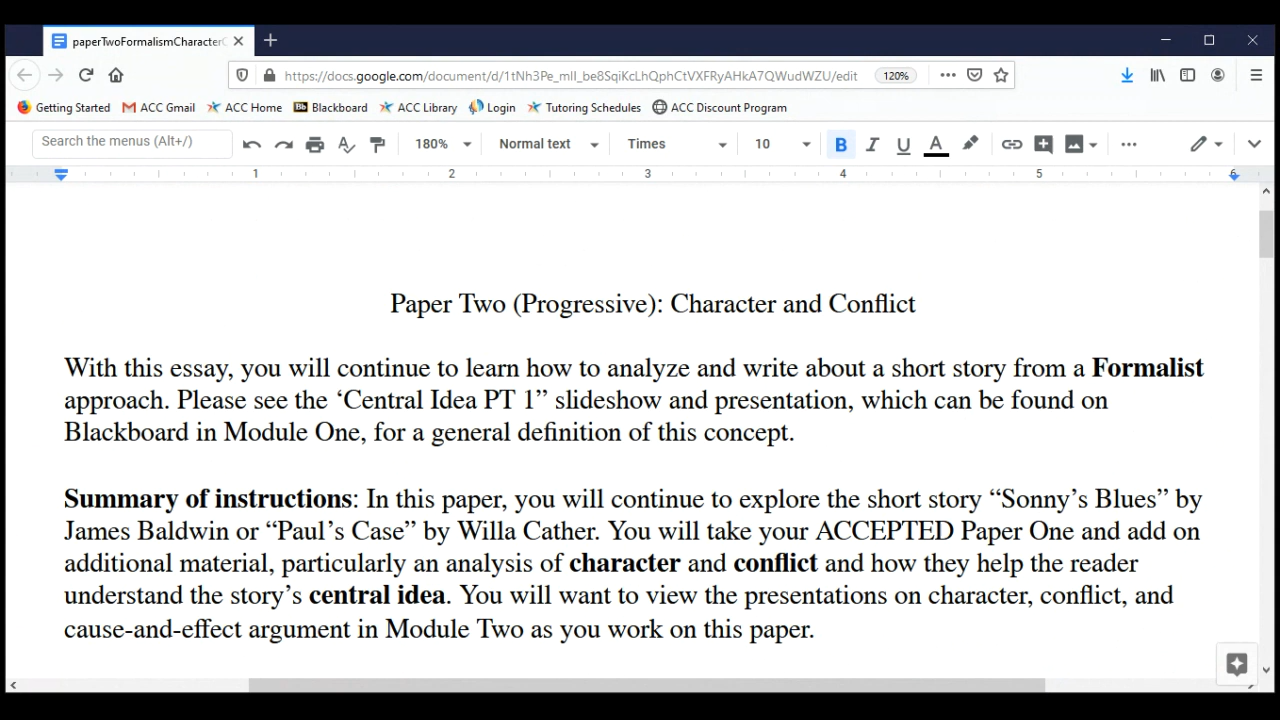 paperTwoFormalismCharacterC
https://docs.google.com/document/d/1tNh3Pe_mII_be8SqiKcLhQphCtVXFRyAHkA7QWudWZU/edit 120%
Getting Started ACC Gmail ACC Home Bb Blackboard ACC Library Login Tutoring Schedules ACC Discount Program
Search the menus (Alt+/) 180% Normal text Times 10 B I U A
1 2 3 4 5 6
Paper Two (Progressive): Character and Conflict
With this essay, you will continue to learn how to analyze and write about a short story from a Formalist
approach. Please see the ‘Central Idea PT 1” slideshow and presentation, which can be found on
Blackboard in Module One, for a general definition of this concept.
Summary of instructions: In this paper, you will continue to explore the short story “Sonny’s Blues” by
James Baldwin or “Paul’s Case” by Willa Cather. You will take your ACCEPTED Paper One and add on
additional material, particularly an analysis of character and conflict and how they help the reader
understand the story’s central idea. You will want to view the presentations on character, conflict, and
cause-and-effect argument in Module Two as you work on this paper.